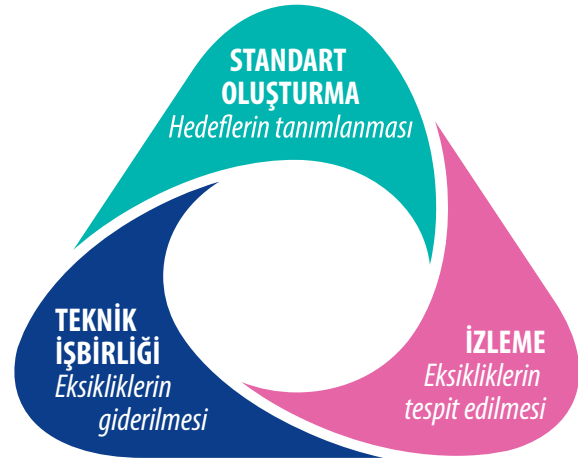 STANDART
OLUŞTURMA
Hedeflerin tanımlanması
TEKNİK
İŞBİRLİĞİ
Eksikliklerin
giderilmesi
İZLEME
Eksikliklerin
tespit edilmesi